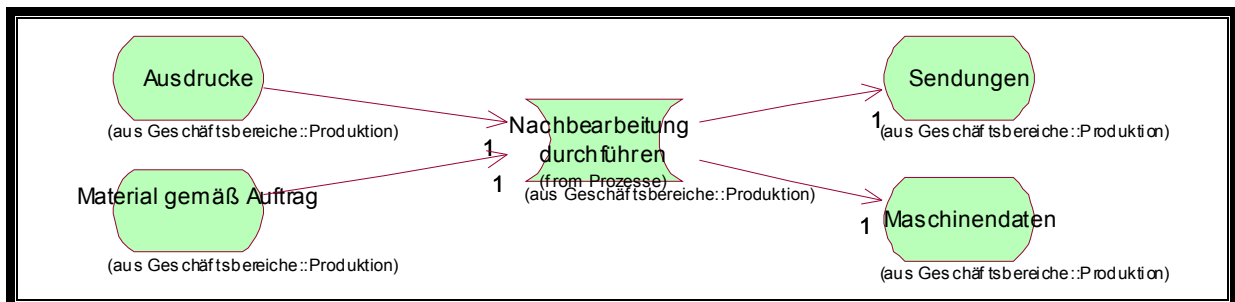 Ausdrucke
(aus Geschäftsbereiche::Produktion)
Material gemäß Auftrag
(aus Geschäftsbereiche::Produktion)
1
1
Nachbearbeitung
durchführen
(from Prozesse)
(aus Geschäftsbereiche::Produktion)
Sendungen
1
(aus Geschäftsbereiche::Produktion)
1
Maschinendaten
(aus Geschäftsbereiche::Produktion)